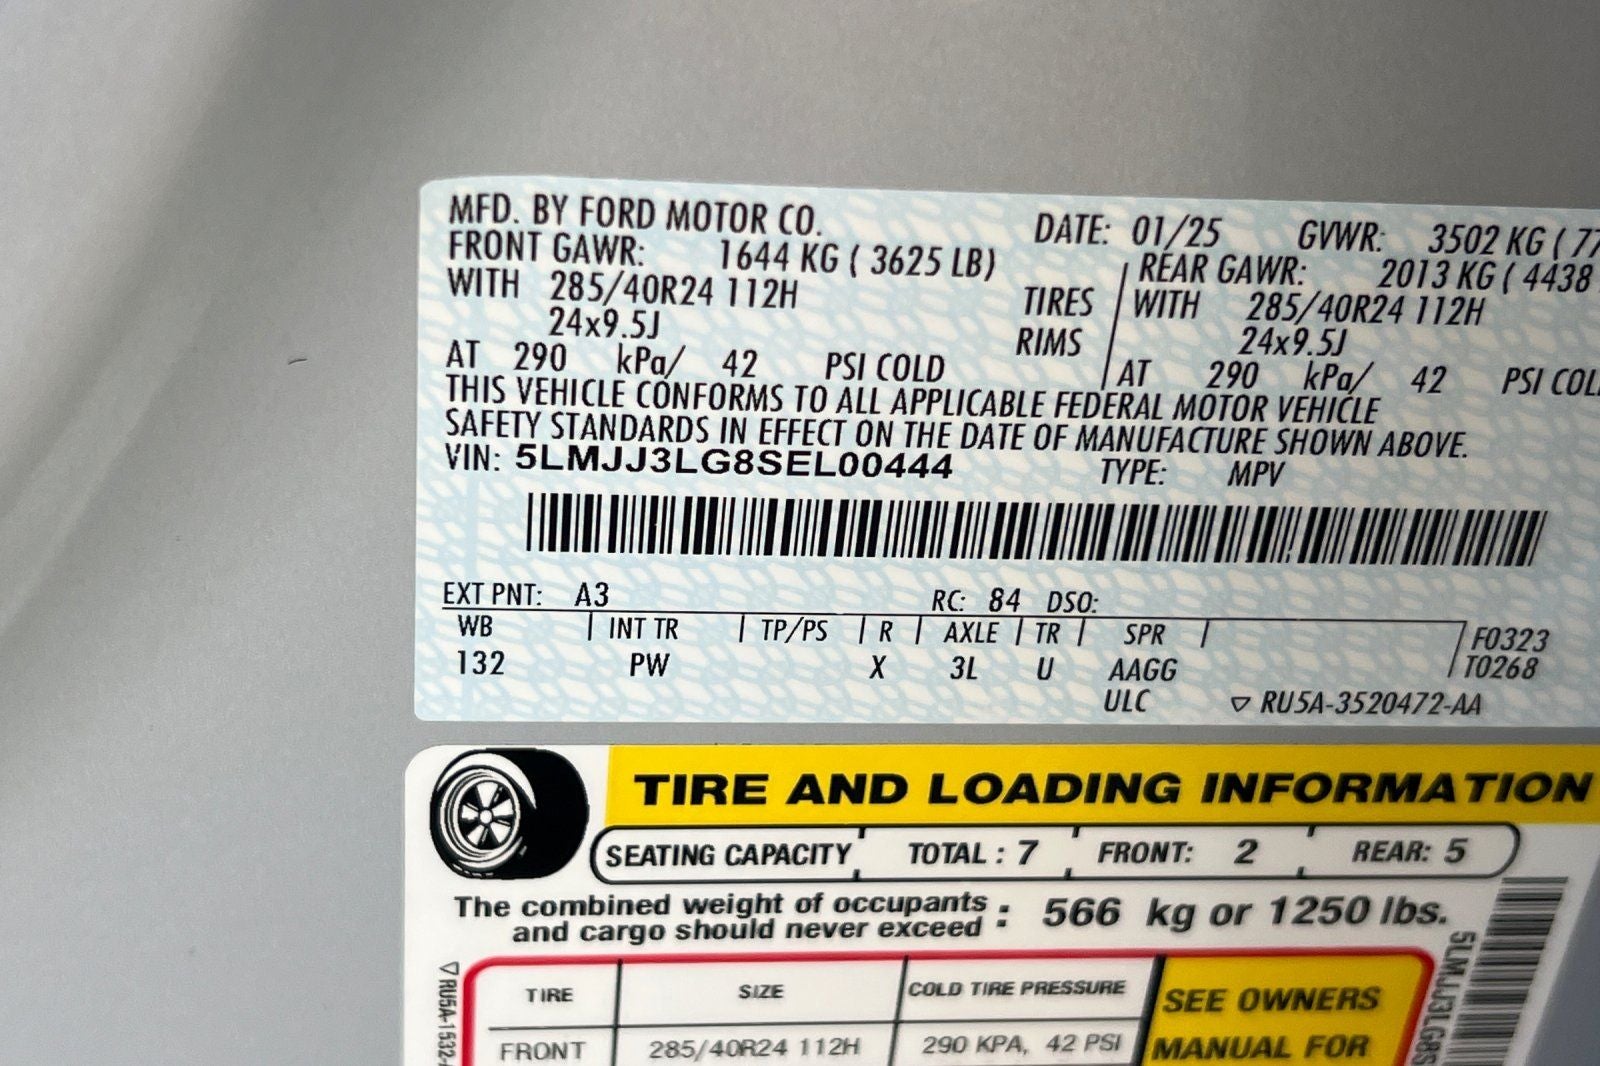 MFD. BY FORD MOTOR CO. DATE: 01/25 GVWR: 3502 KG ( 77
FRONT GAWR: 1644 KG ( 3625 LB) REAR GAWR: 2013 KG ( 4438
WITH 285/40R24 112H TIRES WITH 285/40R24 112H
24x9.5J RIMS 24x9.5J
AT 290 kPa/ 42 PSI COLD AT 290 kPa/ 42 PSI COL
THIS VEHICLE CONFORMS TO ALL APPLICABLE FEDERAL MOTOR VEHICLE
SAFETY STANDARDS IN EFFECT ON THE DATE OF MANUFACTURE SHOWN ABOVE.
VIN: 5LMJJ3LG8SEL00444 TYPE: MPV
EXT PNT: A3 RC: 84 DSO:
WB INT TR TP/PS R AXLE TR SPR F0323
132 PW X 3L U AAGG T0268
ULC ▽ RU5A-3520472-AA
TIRE AND LOADING INFORMATION
SEATING CAPACITY TOTAL : 7 FRONT: 2 REAR: 5
The combined weight of occupants
and cargo should never exceed : 566 kg or 1250 lbs.
TIRE SIZE COLD TIRE PRESSURE SEE OWNERS
FRONT 285/40R24 112H 290 KPA, 42 PSI MANUAL FOR
▽RU5A-1532-
5LMJJ3LG8S